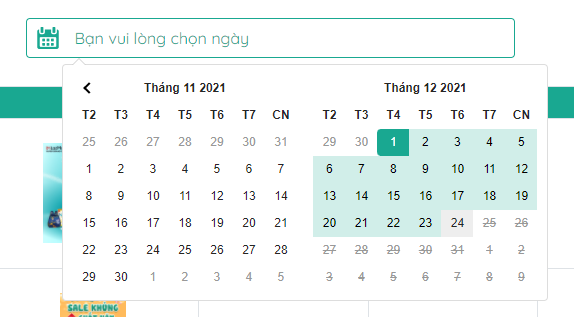 Bạn vui lòng chọn ngày
Tháng 11 2021
T2 T3 T4 T5 T6 T7 CN
25 26 27 28 29 30 31
1 2 3 4 5 6 7
8 9 10 11 12 13 14
15 16 17 18 19 20 21
22 23 24 25 26 27 28
29 30 1 2 3 4 5
Tháng 12 2021
T2 T3 T4 T5 T6 T7 CN
29 30 1 2 3 4 5
6 7 8 9 10 11 12
13 14 15 16 17 18 19
20 21 22 23 24 25 26
27 28 29 30 31 1 2
3 4 5 6 7 8 9
SALE KHỦNG